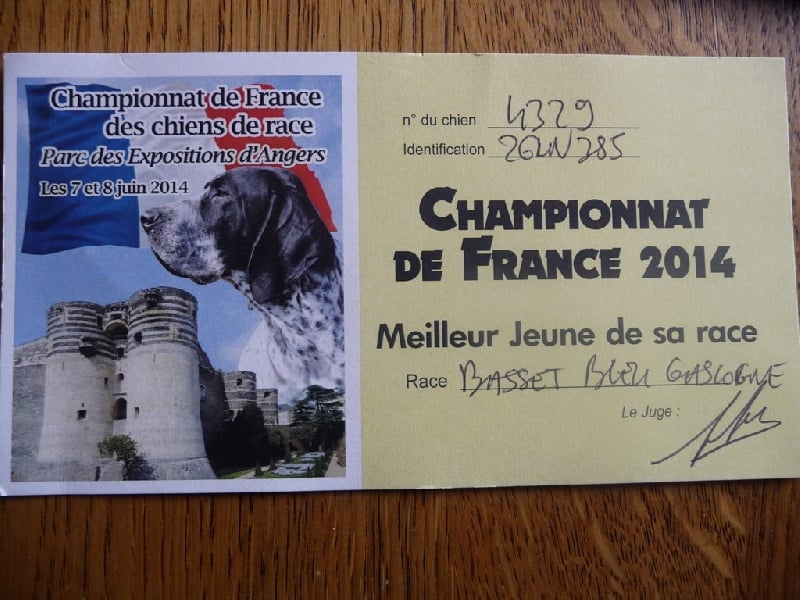 Championnat de France
des chiens de race
Parc des Expositions d'Angers
Les 7 et 8 juin 2014
n° du chien 4329
Identification
CHAMPIONNAT
DE FRANCE 2014
Meilleur Jeune de sa race
Race BASSET BLEU GASCOGNE
Le Juge :